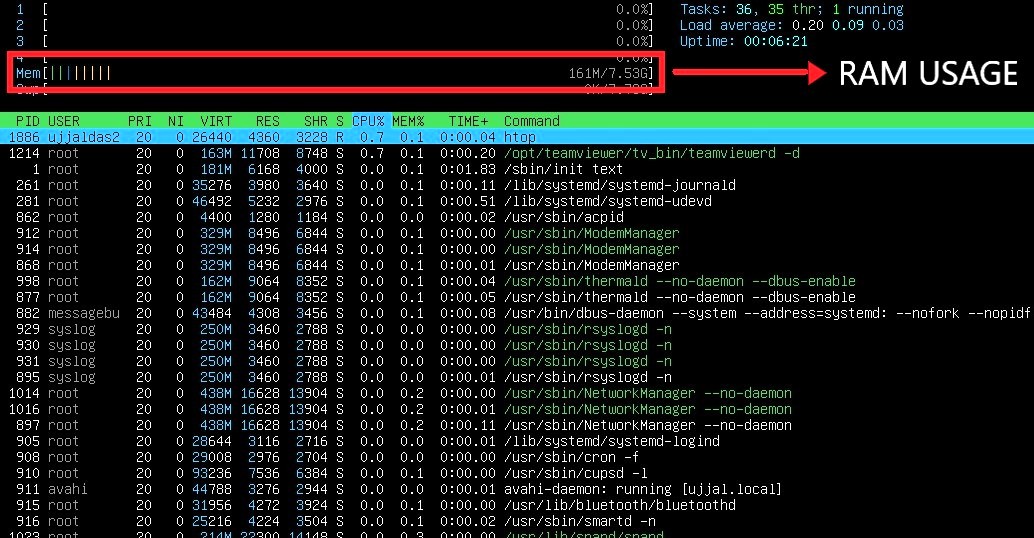 1 [ 0.0%] Tasks: 36, 35 thr; 1 running
2 [ 0.0%] Load average: 0.20 0.09 0.03
3 [ 0.0%] Uptime: 00:06:21
4 [ 0.0%]
Mem[||||||||| 161M/7.53G] RAM USAGE
PID USER PRI NI VIRT RES SHR S CPU% MEM% TIME+ Command
1886 ujjaldas2 20 0 26440 4360 3228 R 0.7 0.1 0:00.04 htop
1214 root 20 0 163M 11708 8748 S 0.7 0.1 0:00.20 /opt/teamviewer/tv_bin/teamviewerd -d
1 root 20 0 181M 6168 4000 S 0.0 0.1 0:01.83 /sbin/init text
261 root 20 0 35276 3980 3640 S 0.0 0.1 0:00.11 /lib/systemd/systemd-journald
281 root 20 0 46492 5232 2976 S 0.0 0.1 0:00.51 /lib/systemd/systemd-udevd
862 root 20 0 4400 1280 1184 S 0.0 0.0 0:00.02 /usr/sbin/acpid
912 root 20 0 329M 8496 6844 S 0.0 0.1 0:00.00 /usr/sbin/ModemManager
914 root 20 0 329M 8496 6844 S 0.0 0.1 0:00.00 /usr/sbin/ModemManager
868 root 20 0 329M 8496 6844 S 0.0 0.1 0:00.01 /usr/sbin/ModemManager
998 root 20 0 162M 9064 8352 S 0.0 0.1 0:00.04 /usr/sbin/thermald --no-daemon --dbus-enable
877 root 20 0 162M 9064 8352 S 0.0 0.1 0:00.05 /usr/sbin/thermald --no-daemon --dbus-enable
882 messagebu 20 0 43484 4308 3456 S 0.0 0.1 0:00.08 /usr/bin/dbus-daemon --system --address=systemd: --nofork --nopidf
929 syslog 20 0 250M 3460 2788 S 0.0 0.0 0:00.00 /usr/sbin/rsyslogd -n
930 syslog 20 0 250M 3460 2788 S 0.0 0.0 0:00.00 /usr/sbin/rsyslogd -n
931 syslog 20 0 250M 3460 2788 S 0.0 0.0 0:00.00 /usr/sbin/rsyslogd -n
895 syslog 20 0 250M 3460 2788 S 0.0 0.0 0:00.01 /usr/sbin/rsyslogd -n
1014 root 20 0 438M 16628 13904 S 0.0 0.2 0:00.00 /usr/sbin/NetworkManager --no-daemon
1016 root 20 0 438M 16628 13904 S 0.0 0.2 0:00.01 /usr/sbin/NetworkManager --no-daemon
897 root 20 0 438M 16628 13904 S 0.0 0.2 0:00.11 /usr/sbin/NetworkManager --no-daemon
905 root 20 0 28644 3116 2716 S 0.0 0.0 0:00.01 /lib/systemd/systemd-logind
908 root 20 0 29008 2976 2704 S 0.0 0.0 0:00.00 /usr/sbin/cron -f
910 root 20 0 93236 7536 6384 S 0.0 0.1 0:00.01 /usr/sbin/cupsd -l
911 avahi 20 0 44788 3276 2944 S 0.0 0.0 0:00.01 avahi-daemon: running [ujjal.local]
915 root 20 0 31956 4272 3924 S 0.0 0.1 0:00.00 /usr/lib/bluetooth/bluetoothd
916 root 20 0 25216 4224 3504 S 0.0 0.1 0:00.02 /usr/sbin/smartd -n